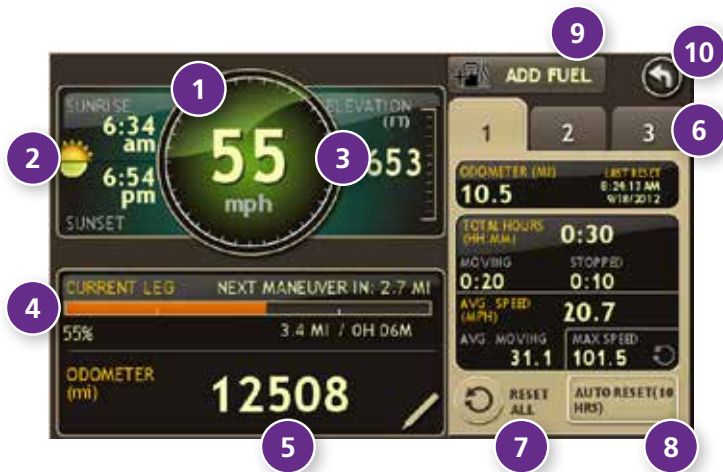 9
10
ADD FUEL
1
SUNRISE
6:34
am
2
6:54
pm
SUNSET
55
mph
ELEVATION
(FT)
3
653
1 2 3
6
ODOMETER (MI)
10.5
LAST RESET
8:24:13 AM
9/18/2012
TOTAL HOURS
(HH:MM)
0:30
MOVING STOPPED
0:20 0:10
AVG. SPEED
(MPH)
20.7
AVG. MOVING MAX SPEED
31.1 101.5
4
CURRENT LEG NEXT MANEUVER IN: 2.7 MI
55% 3.4 MI / 0H 06M
ODOMETER
(mi)
12508
5
RESET
ALL
AUTO RESET(10
HRS)
7
8